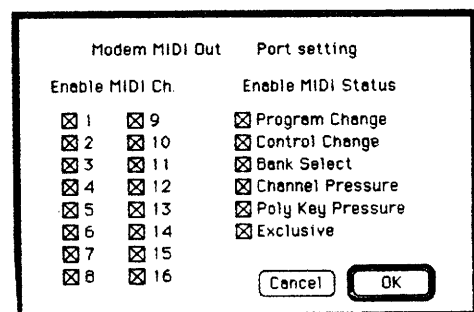 Modem MIDI Out Port setting
Enable MIDI Ch.
1 9
2 10
3 11
4 12
5 13
6 14
7 15
8 16
Enable MIDI Status
Program Change
Control Change
Bank Select
Channel Pressure
Poly Key Pressure
Exclusive
Cancel OK